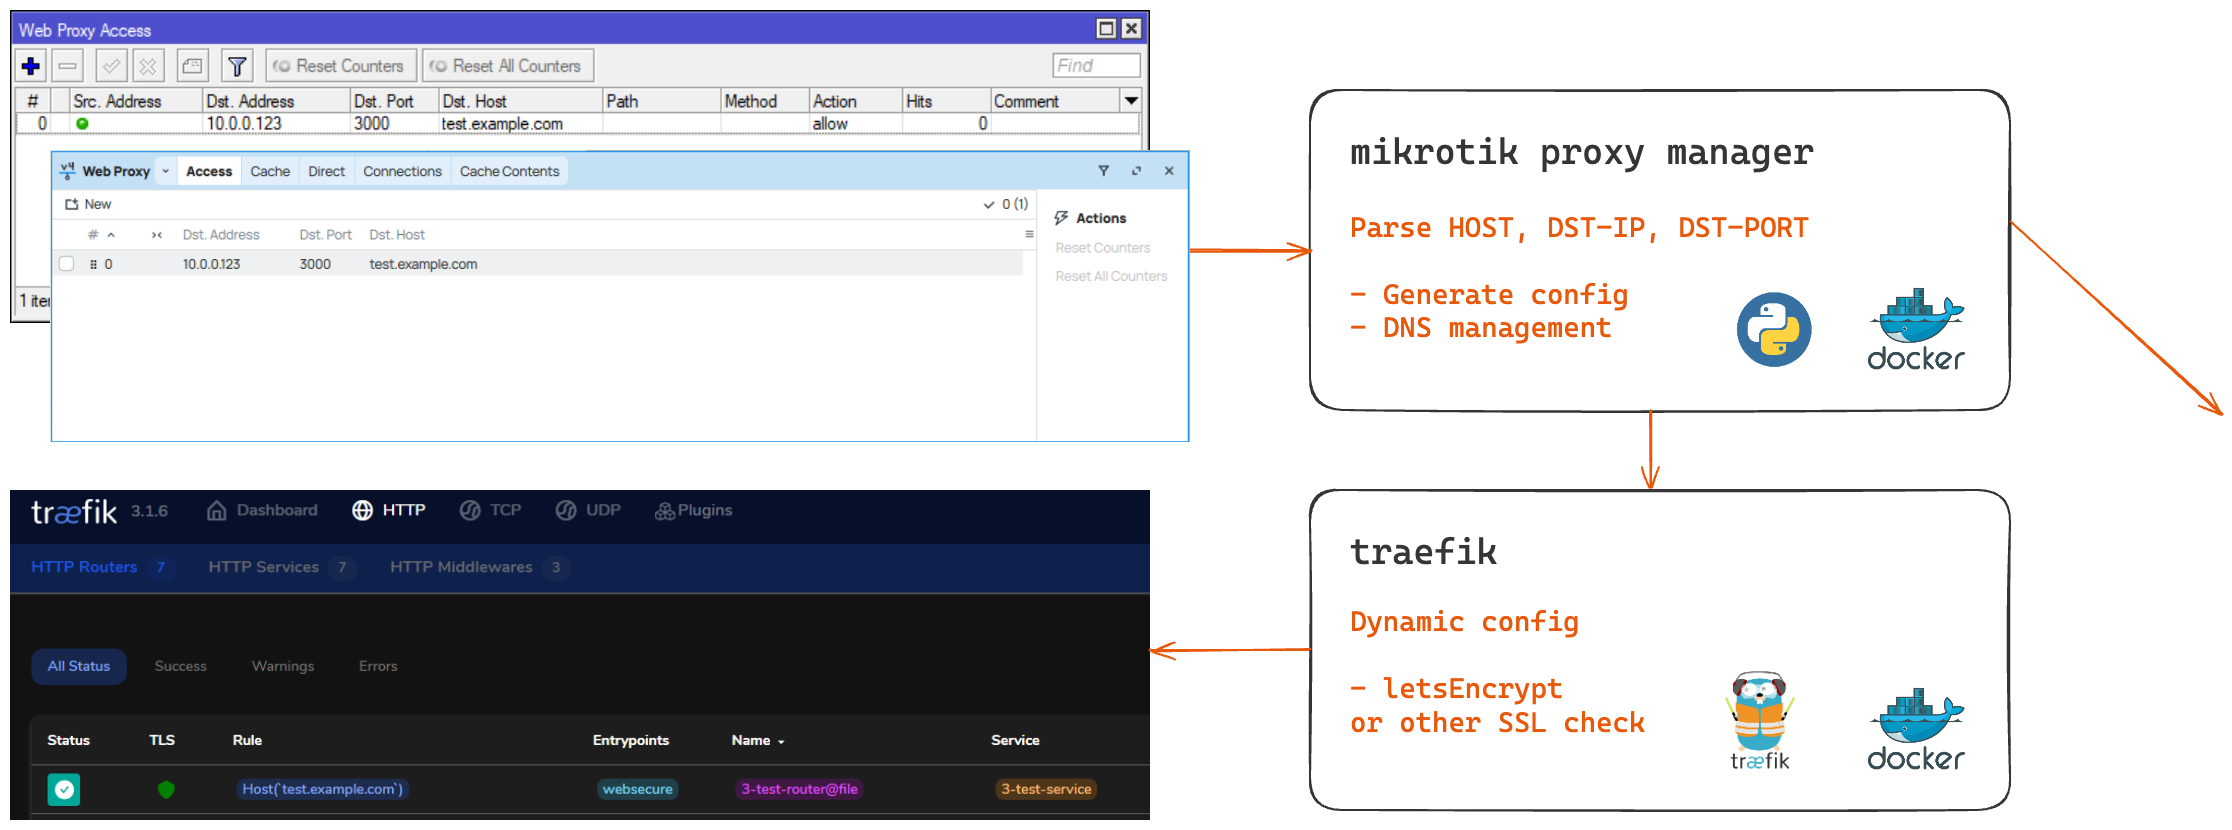 Web Proxy Access
Reset Counters Reset All Counters Find
# Src. Address Dst. Address Dst. Port Dst. Host Path Method Action Hits Comment
0 10.0.0.123 3000 test.example.com allow 0
1 iter
Web Proxy Access Cache Direct Connections Cache Contents
New 0 (1)
# Dst. Address Dst. Port Dst. Host
0 10.0.0.123 3000 test.example.com
Actions
Reset Counters
Reset All Counters
mikrotik proxy manager
Parse HOST, DST-IP, DST-PORT
- Generate config
- DNS management
docker
træfik 3.1.6 Dashboard HTTP TCP UDP Plugins
HTTP Routers 7 HTTP Services 7 HTTP Middlewares 3
All Status Success Warnings Errors
Status TLS Rule Entrypoints Name Service
Host(`test.example.com`) websecure 3-test-router@file 3-test-service
traefik
Dynamic config
- letsEncrypt
or other SSL check
træfik
docker